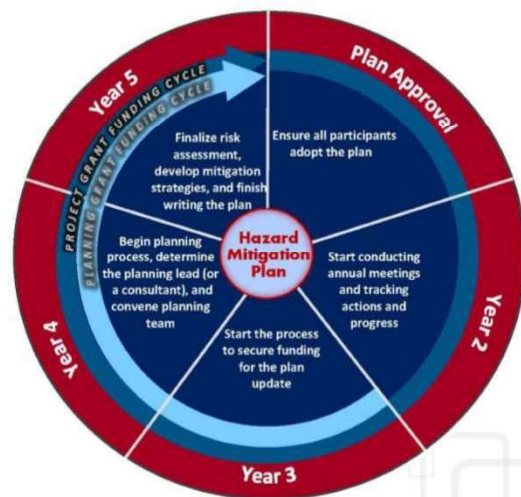 Plan Approval
Ensure all participants
adopt the plan
Year 2
Start conducting
annual meetings
and tracking
actions and
progress
Year 3
Start the process
to secure funding
for the plan
update
Year 4
Begin planning
process, determine
the planning lead (or
a consultant), and
convene planning
team
Year 5
Finalize risk
assessment,
develop mitigation
strategies, and finish
writing the plan
PROJECT GRANT FUNDING CYCLE
PLANNING GRANT FUNDING CYCLE
Hazard
Mitigation
Plan